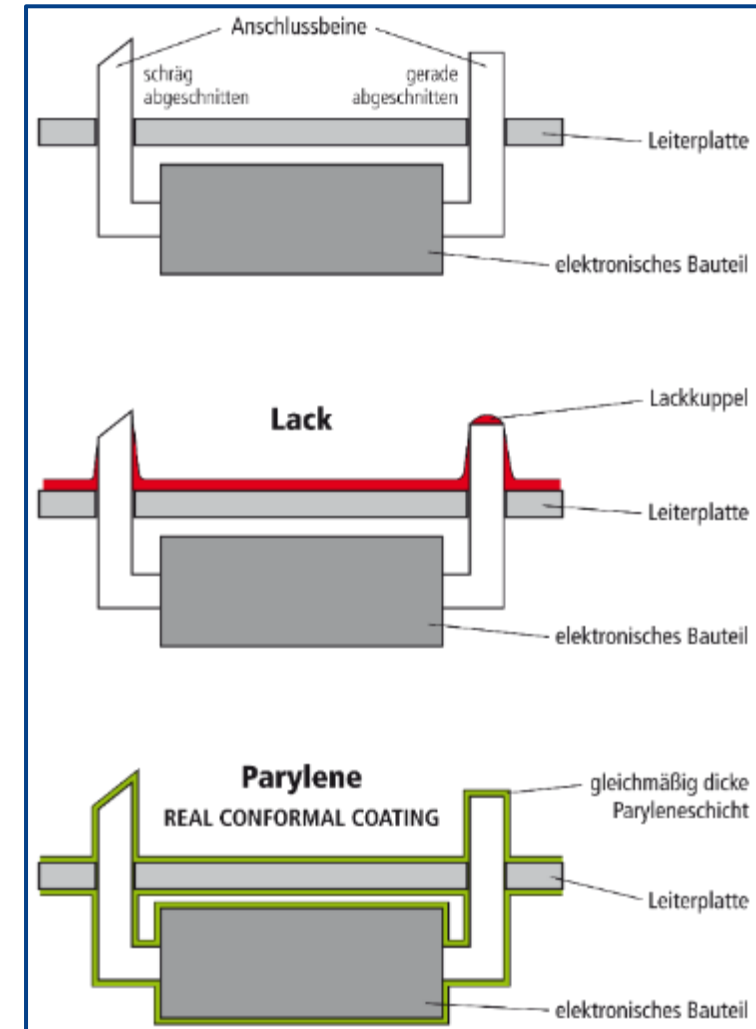 Anschlussbeine
schräg
abgeschnitten
gerade
abgeschnitten
Leiterplatte
elektronisches Bauteil
Lack
Lackkuppel
Leiterplatte
elektronisches Bauteil
Parylene
REAL CONFORMAL COATING
gleichmäßig dicke
Paryleneschicht
Leiterplatte
elektronisches Bauteil